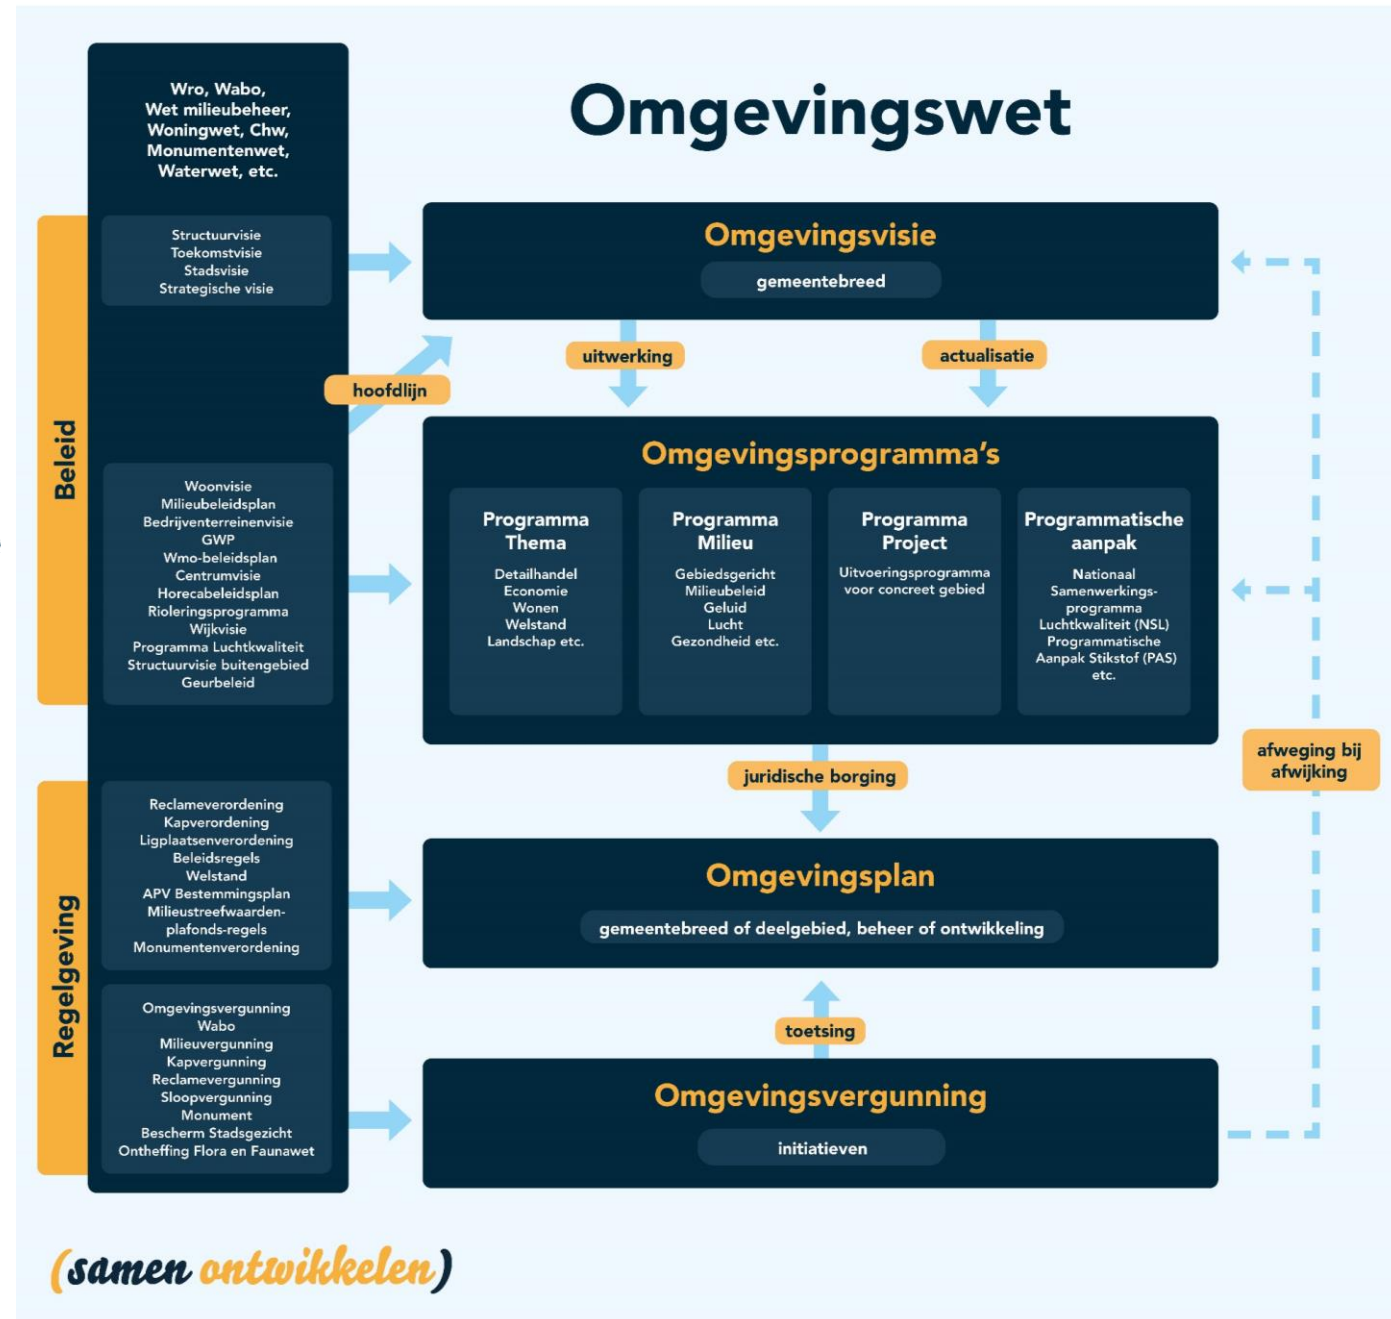 Omgevingswet
Wro, Wabo,
Wet milieubeheer,
Woningwet, Chw,
Monumentenwet,
Waterwet, etc.
Beleid
Structuurvisie
Toekomstvisie
Stadsvisie
Strategische visie
hoofdlijn
Woonvisie
Milieubeleidsplan
Bedrijventerreinenvisie
GWP
Wmo-beleidsplan
Centrumvisie
Horecabeleidsplan
Rioleringsprogramma
Wijkvisie
Programma Luchtkwaliteit
Structuurvisie buitengebied
Geurbeleid
Regelgeving
Reclameverordening
Kapverordening
Ligplaatsenverordening
Beleidsregels
Welstand
APV Bestemmingsplan
Milieustreefwaarden-
plafonds-regels
Monumentenverordening
Omgevingsvergunning
Wabo
Milieuvergunning
Kapvergunning
Reclamevergunning
Sloopvergunning
Monument
Bescherm Stadsgezicht
Ontheffing Flora en Faunawet
Omgevingsvisie
gemeentebreed
uitwerking
actualisatie
Omgevingsprogramma's
Programma
Thema
Detailhandel
Economie
Wonen
Welstand
Landschap etc.
Programma
Milieu
Gebiedsgericht
Milieubeleid
Geluid
Lucht
Gezondheid etc.
Programma
Project
Uitvoeringsprogramma
voor concreet gebied
Programmatische
aanpak
Nationaal
Samenwerkings-
programma
Luchtkwaliteit (NSL)
Programmatische
Aanpak Stikstof (PAS)
etc.
juridische borging
Omgevingsplan
gemeentebreed of deelgebied, beheer of ontwikkeling
toetsing
Omgevingsvergunning
initiatieven
afweging bij
afwijking
(samen ontwikkelen)